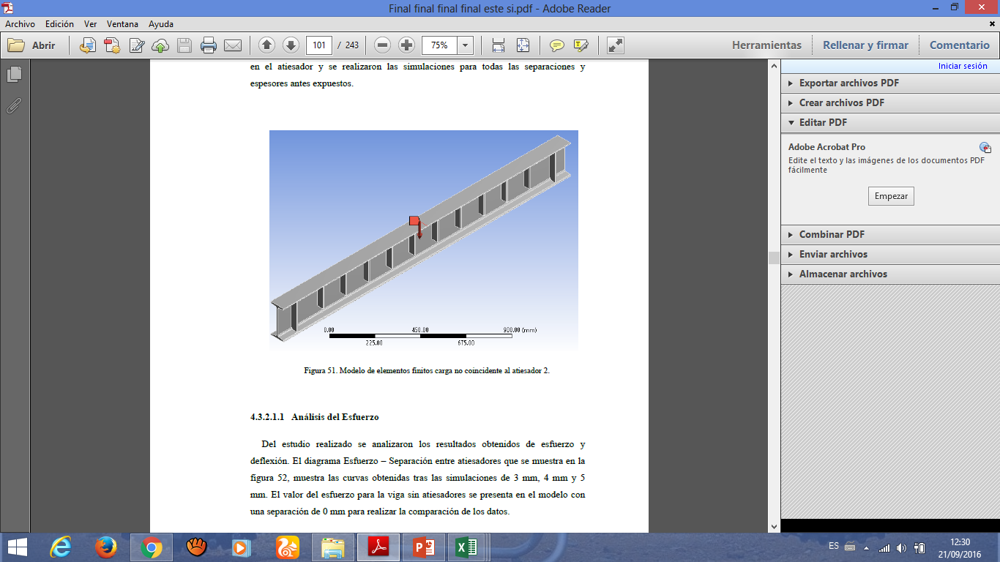 Final final final final este si.pdf - Adobe Reader
Archivo Edición Ver Ventana Ayuda
Abrir 101 / 243 75% Herramientas Rellenar y firmar Comentario
en el atiesador y se realizaron las simulaciones para todas las separaciones y
espesores antes expuestos.
0.00 450.00 900.00 (mm)
225.00 675.00
Figura 51. Modelo de elementos finitos carga no coincidente al atiesador 2.
4.3.2.1.1 Análisis del Esfuerzo
Del estudio realizado se analizaron los resultados obtenidos de esfuerzo y
deflexión. El diagrama Esfuerzo – Separación entre atiesadores que se muestra en la
figura 52, muestra las curvas obtenidas tras las simulaciones de 3 mm, 4 mm y 5
mm. El valor del esfuerzo para la viga sin atiesadores se presenta en el modelo con
una separación de 0 mm para realizar la comparación de los datos.
Iniciar sesión
Exportar archivos PDF
Crear archivos PDF
Editar PDF
Adobe Acrobat Pro
Edite el texto y las imágenes de los documentos PDF
fácilmente
Empezar
Combinar PDF
Enviar archivos
Almacenar archivos
ES
12:30
21/09/2016